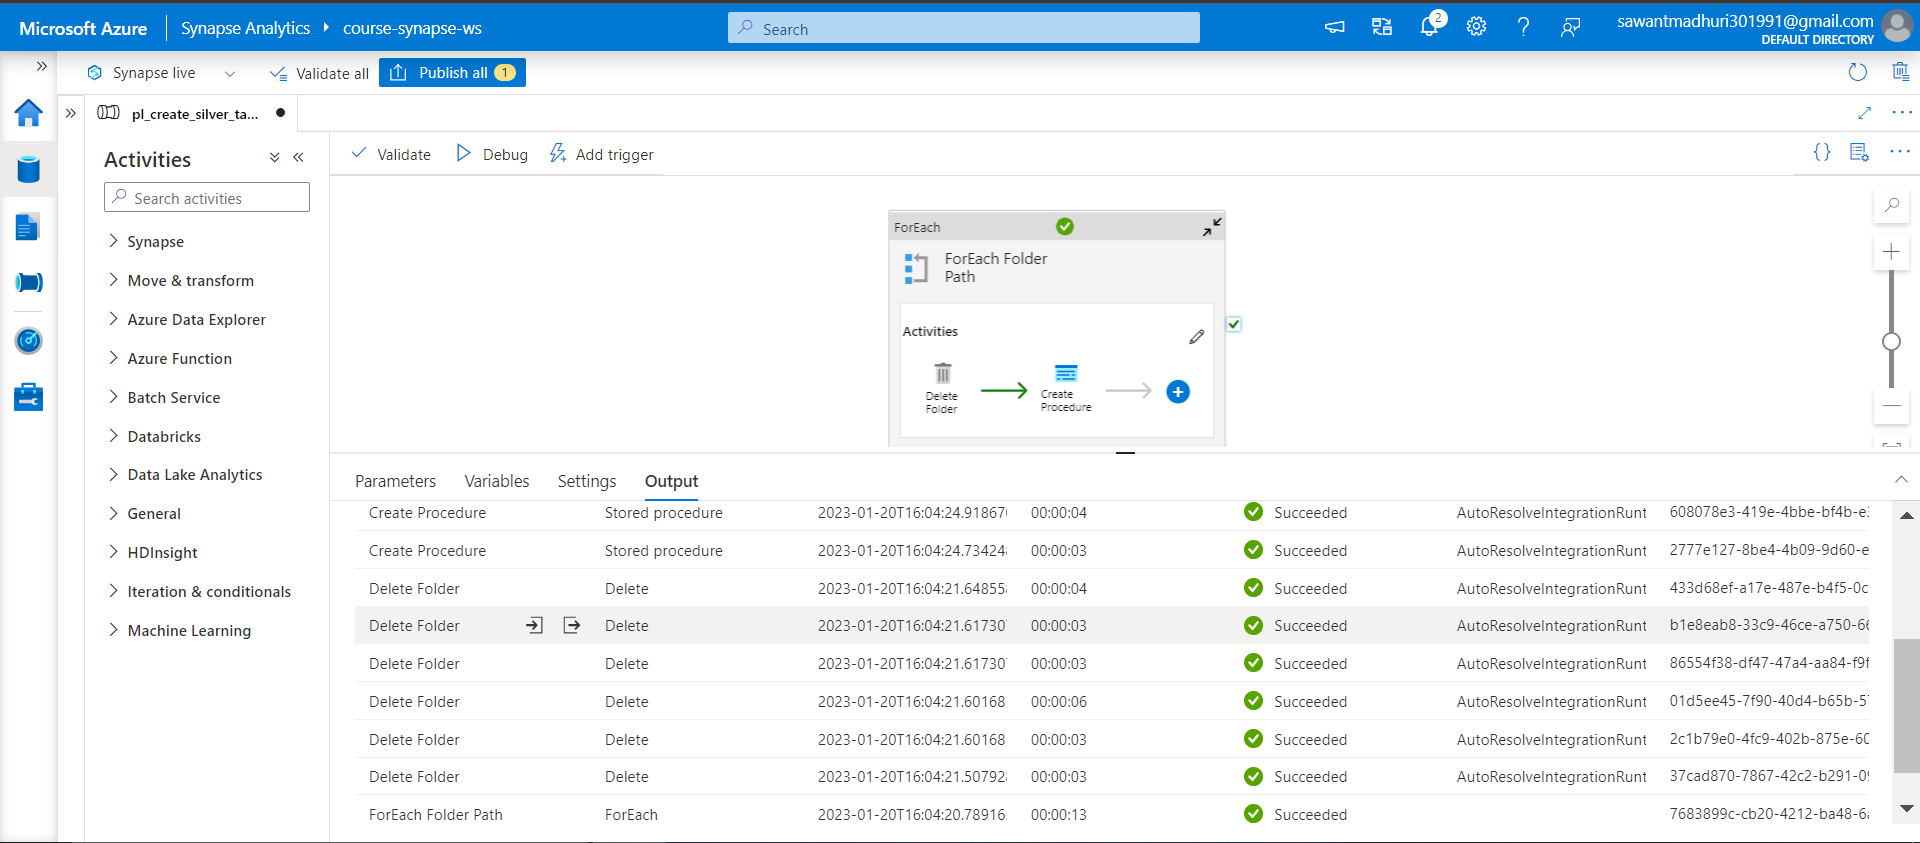 Microsoft Azure Synapse Analytics course-synapse-ws Search 2 sawantmadhuri301991@gmail.com
DEFAULT DIRECTORY
Synapse live Validate all Publish all 1
pl_create_silver_ta...
Activities
Search activities
Synapse
Move & transform
Azure Data Explorer
Azure Function
Batch Service
Databricks
Data Lake Analytics
General
HDInsight
Iteration & conditionals
Machine Learning
Validate Debug Add trigger
ForEach
ForEach Folder
Path
Activities
Delete
Folder
Create
Procedure
Parameters Variables Settings Output
Create Procedure Stored procedure 2023-01-20T16:04:24.91867 00:00:04 Succeeded AutoResolveIntegrationRunt 608078e3-419e-4bbe-bf4b-e
Create Procedure Stored procedure 2023-01-20T16:04:24.73424 00:00:03 Succeeded AutoResolveIntegrationRunt 2777e127-8be4-4b09-9d60-e
Delete Folder Delete 2023-01-20T16:04:21.64855 00:00:04 Succeeded AutoResolveIntegrationRunt 433d68ef-a17e-487e-b4f5-0c
Delete Folder Delete 2023-01-20T16:04:21.61730 00:00:03 Succeeded AutoResolveIntegrationRunt b1e8eab8-33c9-46ce-a750-66
Delete Folder Delete 2023-01-20T16:04:21.61730 00:00:03 Succeeded AutoResolveIntegrationRunt 86554f38-df47-47a4-aa84-f9f
Delete Folder Delete 2023-01-20T16:04:21.60168 00:00:06 Succeeded AutoResolveIntegrationRunt 01d5ee45-7f90-40d4-b65b-57
Delete Folder Delete 2023-01-20T16:04:21.60168 00:00:03 Succeeded AutoResolveIntegrationRunt 2c1b79e0-4fc9-402b-875e-60
Delete Folder Delete 2023-01-20T16:04:21.50792 00:00:03 Succeeded AutoResolveIntegrationRunt 37cad870-7867-42c2-b291-09
ForEach Folder Path ForEach 2023-01-20T16:04:20.78916 00:00:13 Succeeded 7683899c-cb20-4212-ba48-6a